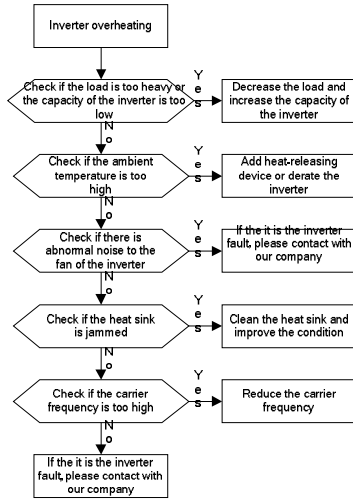 Inverter overheating
Check if the load is too heavy or
the capacity of the inverter is too
low
Yes
Decrease the load and
increase the capacity of
the inverter
No
Check if the ambient
temperature is too
high
Yes
Add heat-releasing
device or derate the
inverter
No
Check if there is
abnormal noise to the
fan of the inverter
Yes
If the it is the inverter
fault, please contact with
our company
No
Check if the heat sink
is jammed
Yes
Clean the heat sink and
improve the condition
No
Check if the carrier
frequency is too high
Yes
Reduce the carrier
frequency
No
If the it is the inverter
fault, please contact with
our company